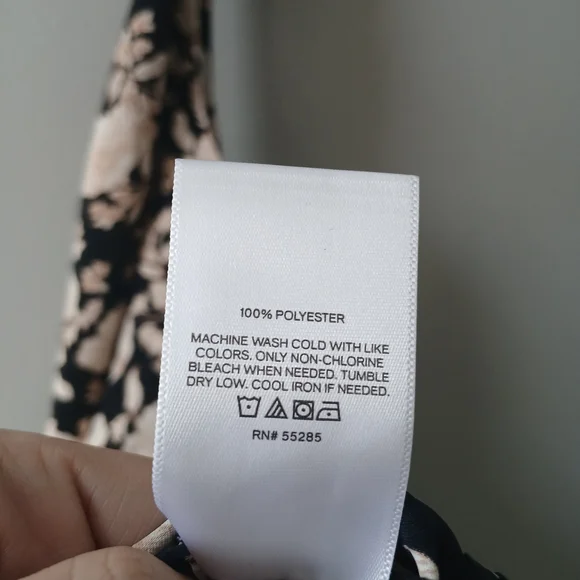 100% POLYESTER
MACHINE WASH COLD WITH LIKE
COLORS. ONLY NON-CHLORINE
BLEACH WHEN NEEDED. TUMBLE
DRY LOW. COOL IRON IF NEEDED.
RN# 55285